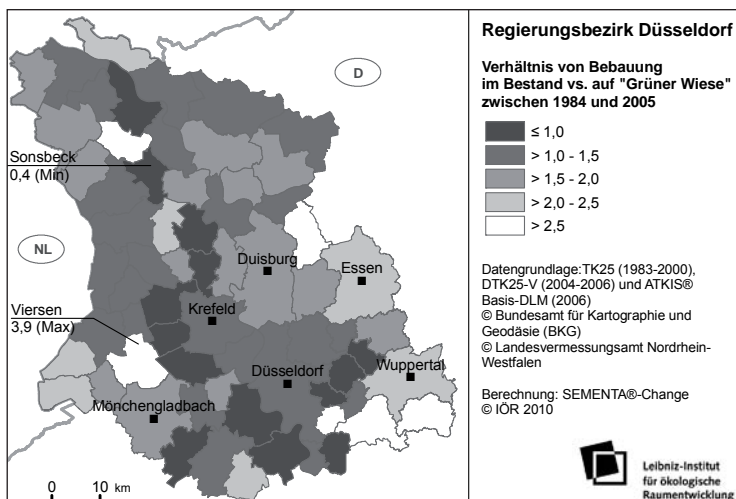 D
Sonsbeck
0,4 (Min)
NL
Duisburg
Essen
Viersen
3,9 (Max)
Krefeld
Düsseldorf
Wuppertal
Mönchengladbach
0 10 km
Regierungsbezirk Düsseldorf
Verhältnis von Bebauung
im Bestand vs. auf "Grüner Wiese"
zwischen 1984 und 2005
≤ 1,0
> 1,0 - 1,5
> 1,5 - 2,0
> 2,0 - 2,5
> 2,5
Datengrundlage:TK25 (1983-2000),
DTK25-V (2004-2006) und ATKIS®
Basis-DLM (2006)
© Bundesamt für Kartographie und
Geodäsie (BKG)
© Landesvermessungsamt Nordrhein-
Westfalen
Berechnung: SEMENTA®-Change
© IÖR 2010
Leibniz-Institut
für ökologische
Raumentwicklung